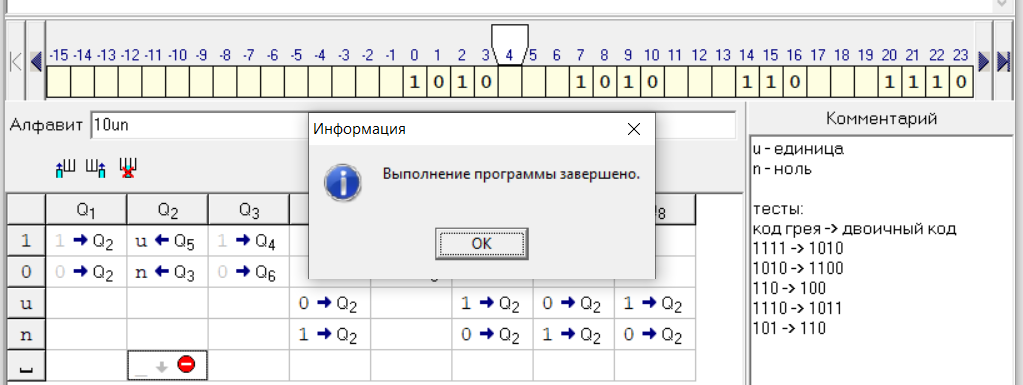 -15 -14 -13 -12 -11 -10 -9 -8 -7 -6 -5 -4 -3 -2 -1 0 1 2 3 4 5 6 7 8 9 10 11 12 13 14 15 16 17 18 19 20 21 22 23
1 0 1 0 1 0 1 0 1 1 0 1 1 1 0
Алфавит 10un
Комментарий
Информация
Выполнение программы завершено.
OK
Q1 Q2 Q3 8
1 1 → Q2 u ← Q5 1 → Q4
0 0 → Q2 n ← Q3 0 → Q6
u 0 → Q2 1 → Q2 0 → Q2 1 → Q2
n 1 → Q2 0 → Q2 1 → Q2 0 → Q2
_
u - единица
n - ноль
тесты:
код грея -> двоичный код
1111 -> 1010
1010 -> 1100
110 -> 100
1110 -> 1011
101 -> 110